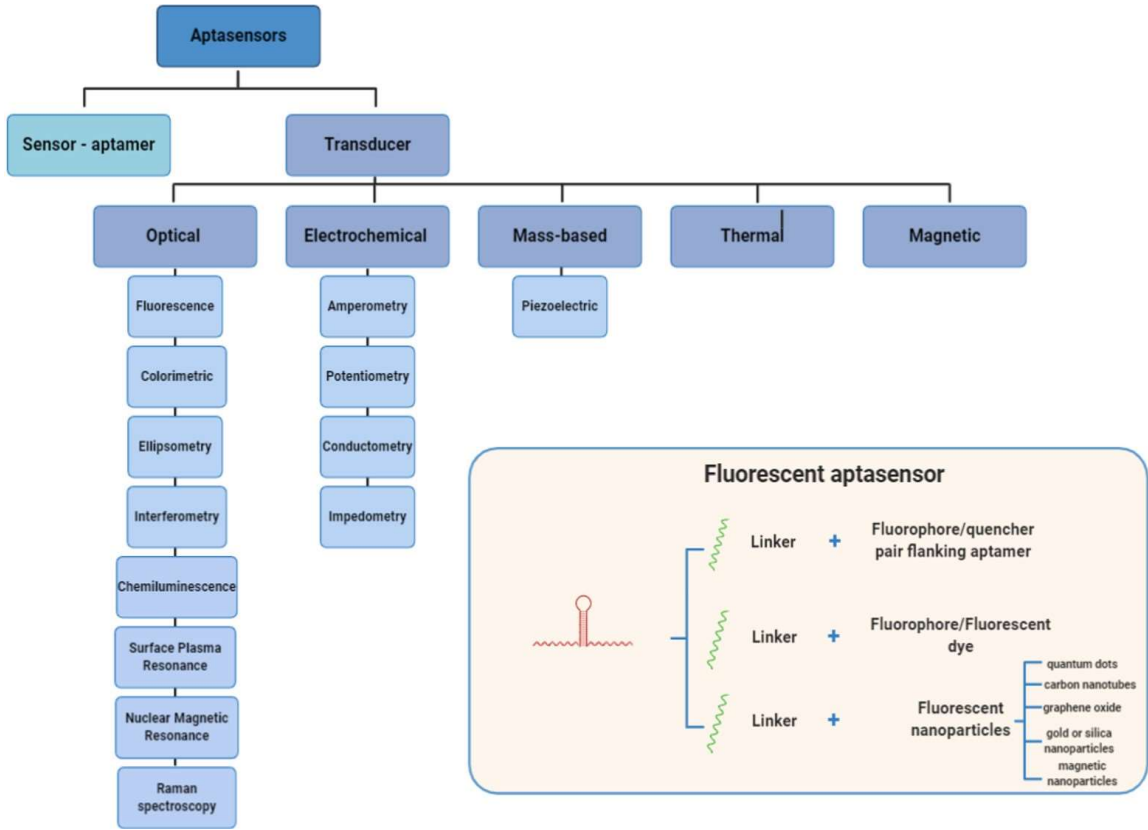 Aptasensors
Sensor - aptamer
Transducer
Optical
Electrochemical
Mass-based
Thermal
Magnetic
Fluorescence
Colorimetric
Ellipsometry
Interferometry
Chemiluminescence
Surface Plasma
Resonance
Nuclear Magnetic
Resonance
Raman
spectroscopy
Amperometry
Potentiometry
Conductometry
Impedometry
Piezoelectric
Fluorescent aptasensor
Linker + Fluorophore/quencher
pair flanking aptamer
Linker + Fluorophore/Fluorescent
dye
Linker + Fluorescent
nanoparticles
quantum dots
carbon nanotubes
graphene oxide
gold or silica
nanoparticles
magnetic
nanoparticles